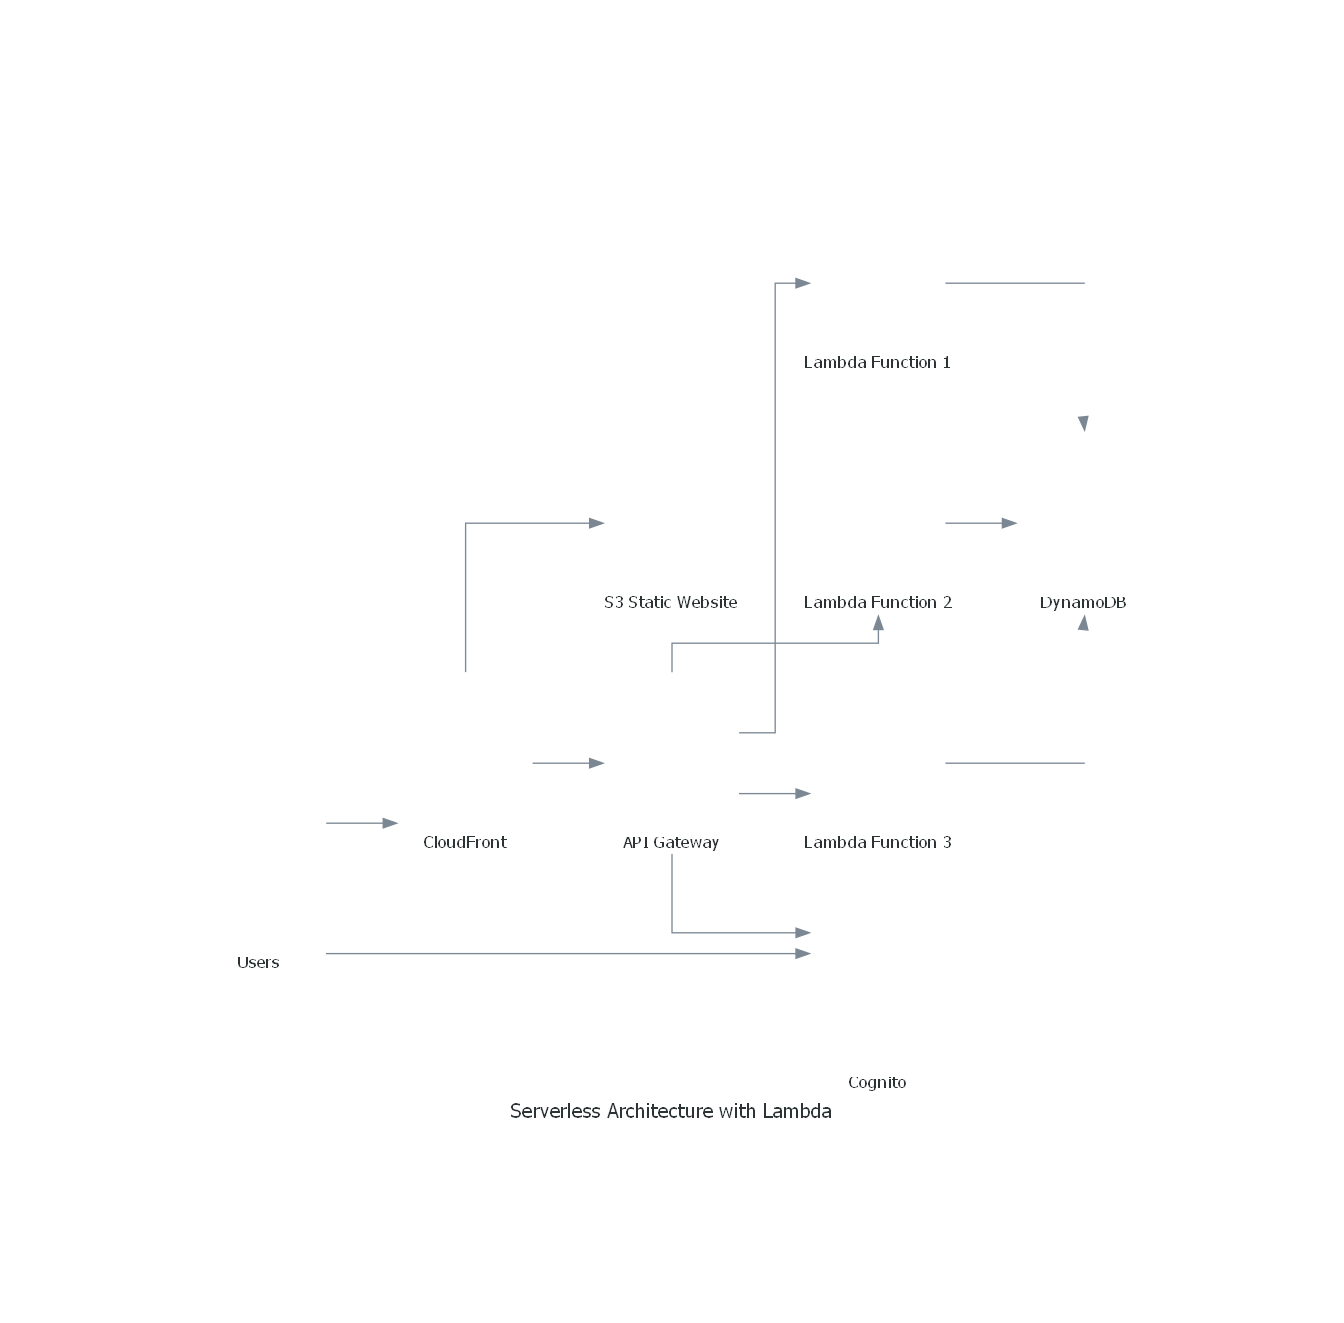 Lambda Function 1
S3 Static Website
Lambda Function 2
DynamoDB
CloudFront
API Gateway
Lambda Function 3
Users
Cognito
Serverless Architecture with Lambda